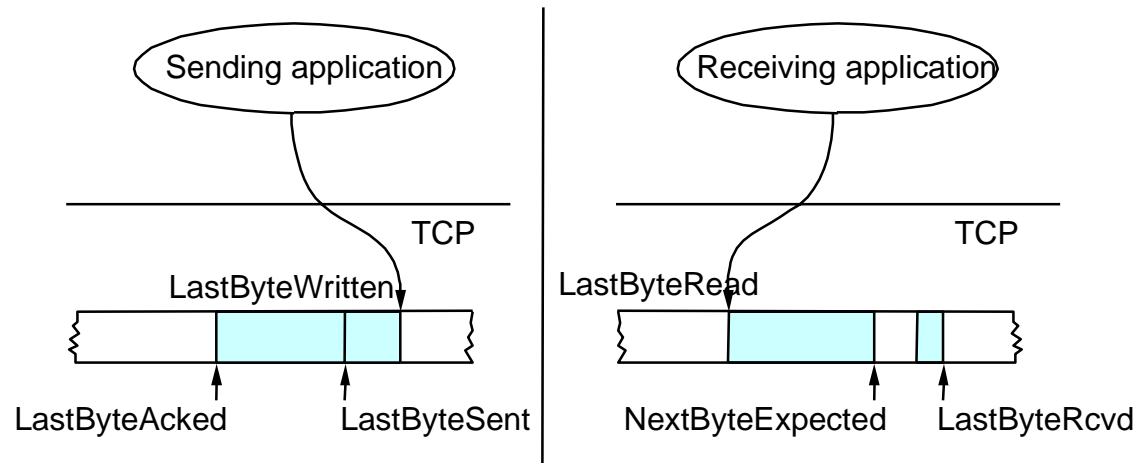 Sending application
TCP
LastByteWritten
LastByteAcked
LastByteSent
Receiving application
TCP
LastByteRead
NextByteExpected
LastByteRcvd